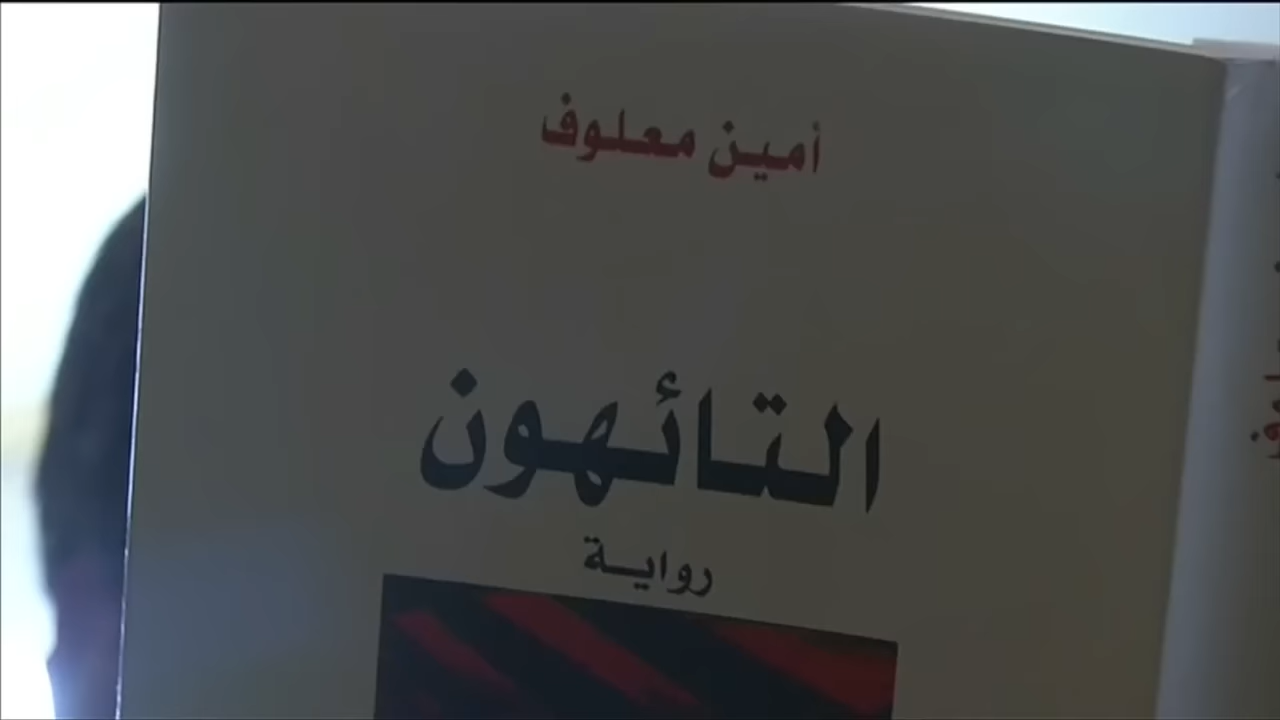 أمين معلوف
التائهون
رواية